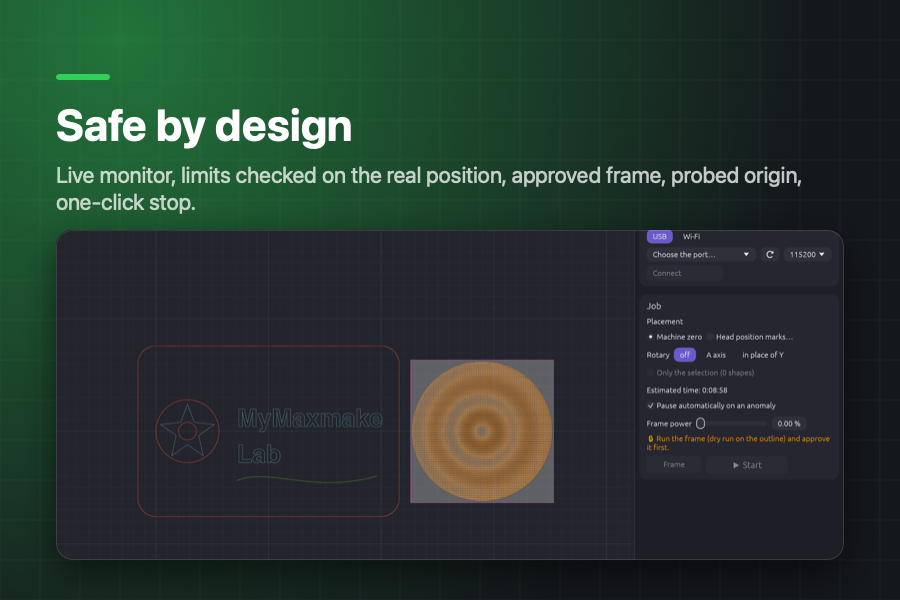 Safe by design
Live monitor, limits checked on the real position, approved frame, probed origin,
one-click stop.
USB Wi-Fi
Choose the port... 115200
Connect
Job
Placement
Machine zero Head position marks...
Rotary off A axis in place of Y
Only the selection (0 shapes)
Estimated time: 0:08:58
Pause automatically on an anomaly
Frame power 0.00 %
Run the frame (dry run on the outline) and approve
it first.
Frame Start
MyMaxmake
Lab